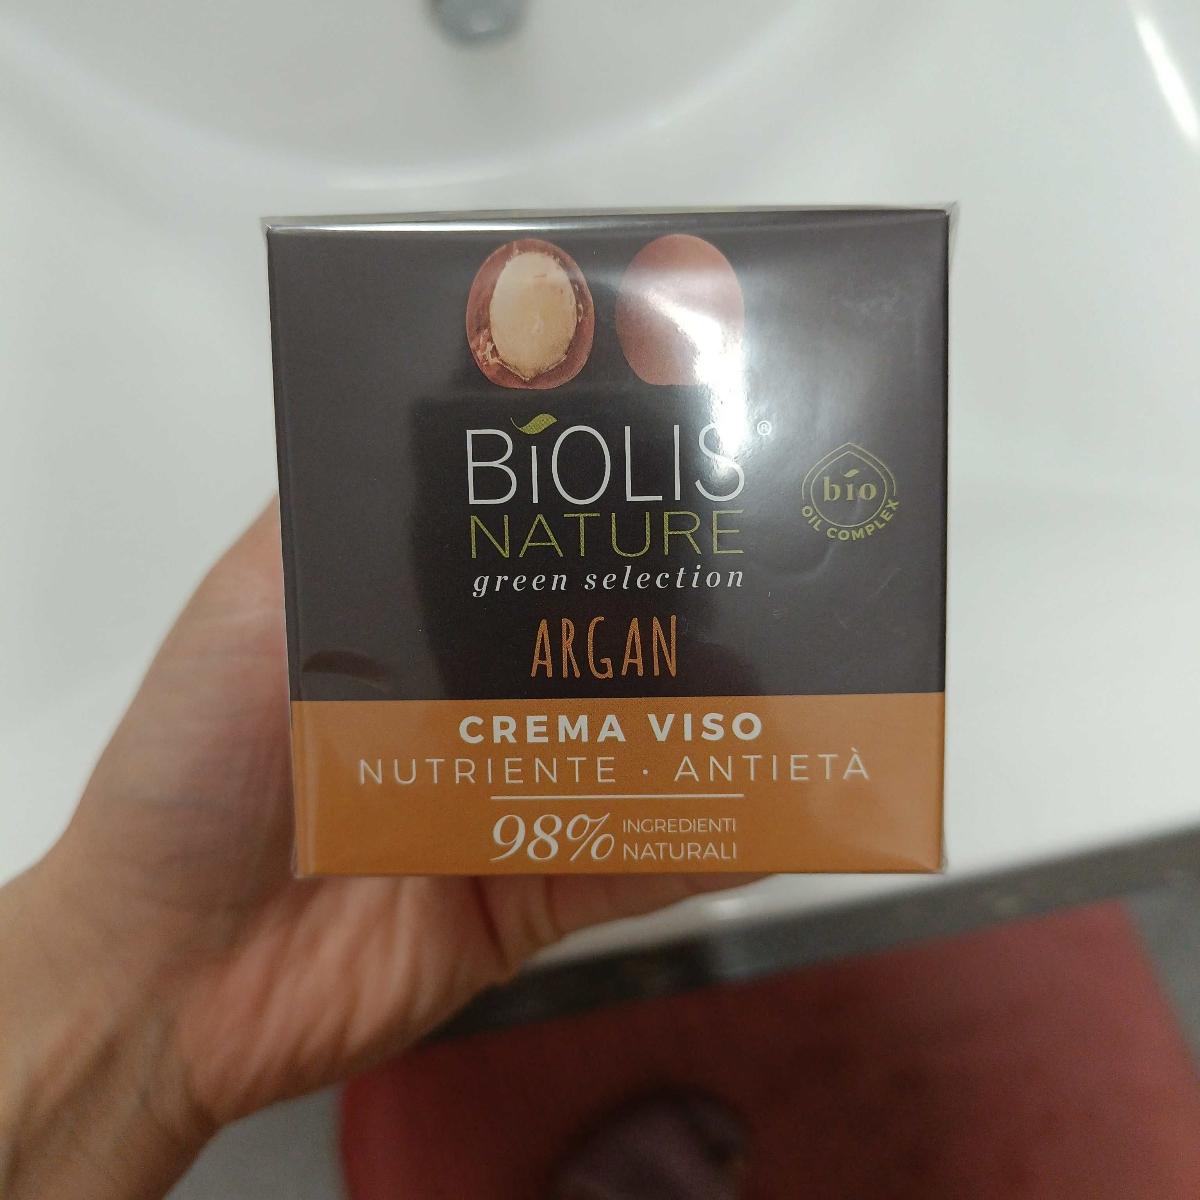 BIOLIS®
NATURE
green selection
bio
OIL COMPLEX
ARGAN
CREMA VISO
NUTRIENTE · ANTIETÀ
98% INGREDIENTI
NATURALI